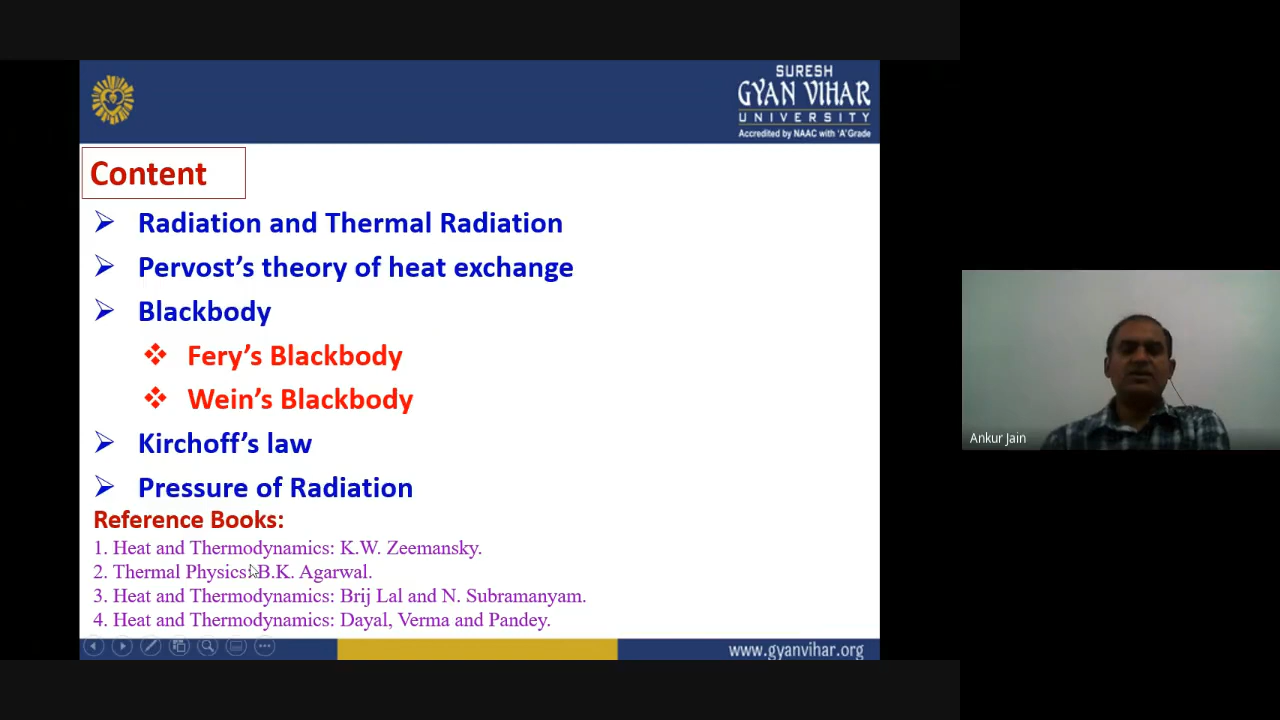 SURESH
GYAN VIHAR
UNIVERSITY
Accredited by NAAC with 'A' Grade
Content
Radiation and Thermal Radiation
Pervost's theory of heat exchange
Blackbody
Fery's Blackbody
Wein's Blackbody
Kirchoff's law
Pressure of Radiation
Reference Books:
1. Heat and Thermodynamics: K.W. Zeemansky.
2. Thermal Physics: B.K. Agarwal.
3. Heat and Thermodynamics: Brij Lal and N. Subramanyam.
4. Heat and Thermodynamics: Dayal, Verma and Pandey.
www.gyanvihar.org
Ankur Jain